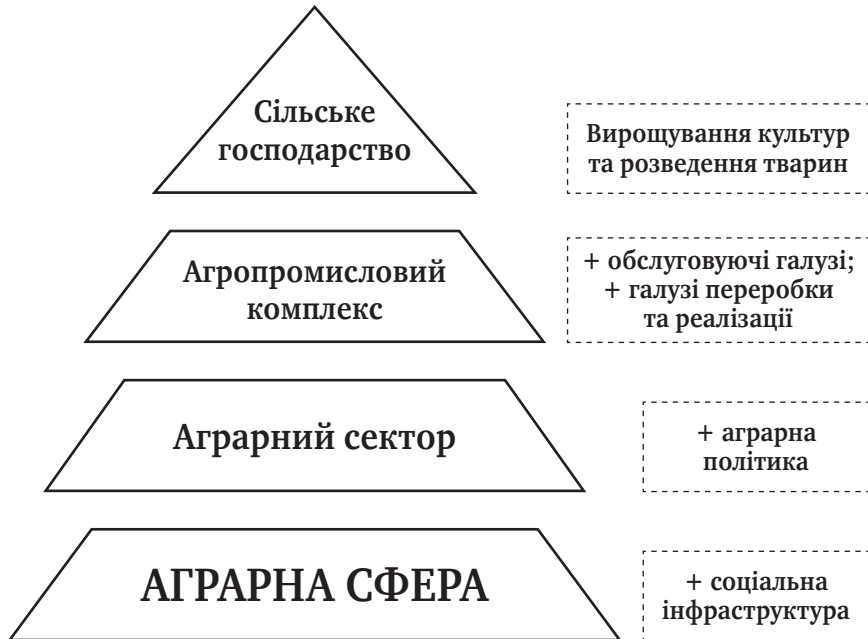 Сільське
господарство
Вирощування культур
та розведення тварин
Агропромисловий
комплекс
+ обслуговуючі галузі;
+ галузі переробки
та реалізації
Аграрний сектор
+ аграрна
політика
АГРАРНА СФЕРА
+ соціальна
інфраструктура